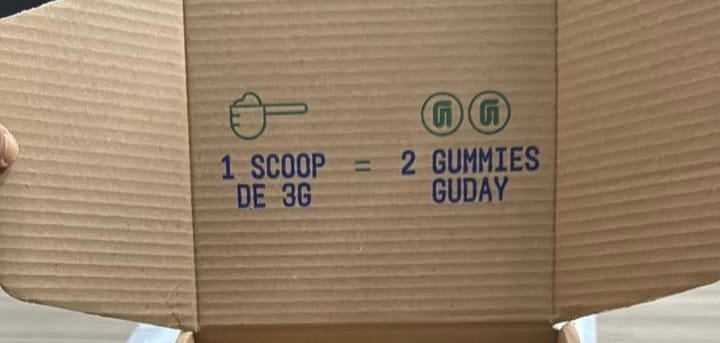 1 SCOOP = 2 GUMMIES
DE 3G GUDAY